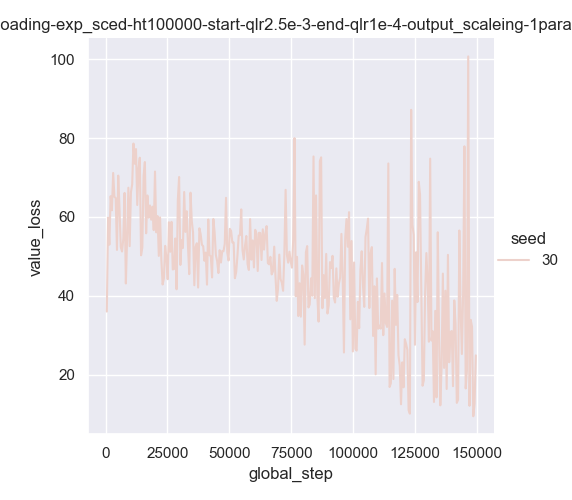 oading-exp_sced-ht100000-start-qlr2.5e-3-end-qlr1e-4-output_scaleing-1para
100
80
60
40
20
value_loss
0 25000 50000 75000 100000 125000 150000
global_step
seed
30